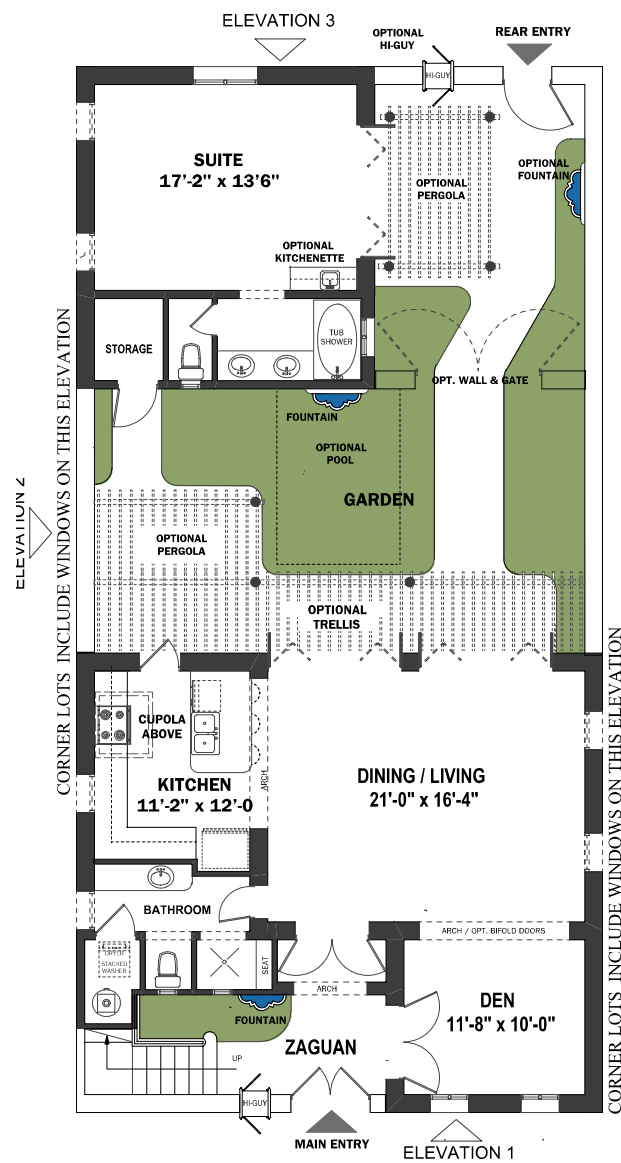 ELEVATION 3
OPTIONAL
HI-GUY
REAR ENTRY
HI-GUY
SUITE
17'-2" x 13'6"
OPTIONAL
PERGOLA
OPTIONAL
FOUNTAIN
OPTIONAL
KITCHENETTE
STORAGE
TUB
SHOWER
OPT. WALL & GATE
FOUNTAIN
OPTIONAL
POOL
GARDEN
ELEVATION 2
CORNER LOTS INCLUDE WINDOWS ON THIS ELEVATION
OPTIONAL
PERGOLA
OPTIONAL
TRELLIS
CUPOLA
ABOVE
KITCHEN
11'-2" x 12'-0
ARCH
DINING / LIVING
21'-0" x 16'-4"
CORNER LOTS INCLUDE WINDOWS ON THIS ELEVATION
BATHROOM
ARCH / OPT. BIFOLD DOORS
DRYER
STACKED
WASHER
SEAT
ARCH
DEN
11'-8" x 10'-0"
FOUNTAIN
ZAGUAN
UP
HI-GUY
MAIN ENTRY
ELEVATION 1